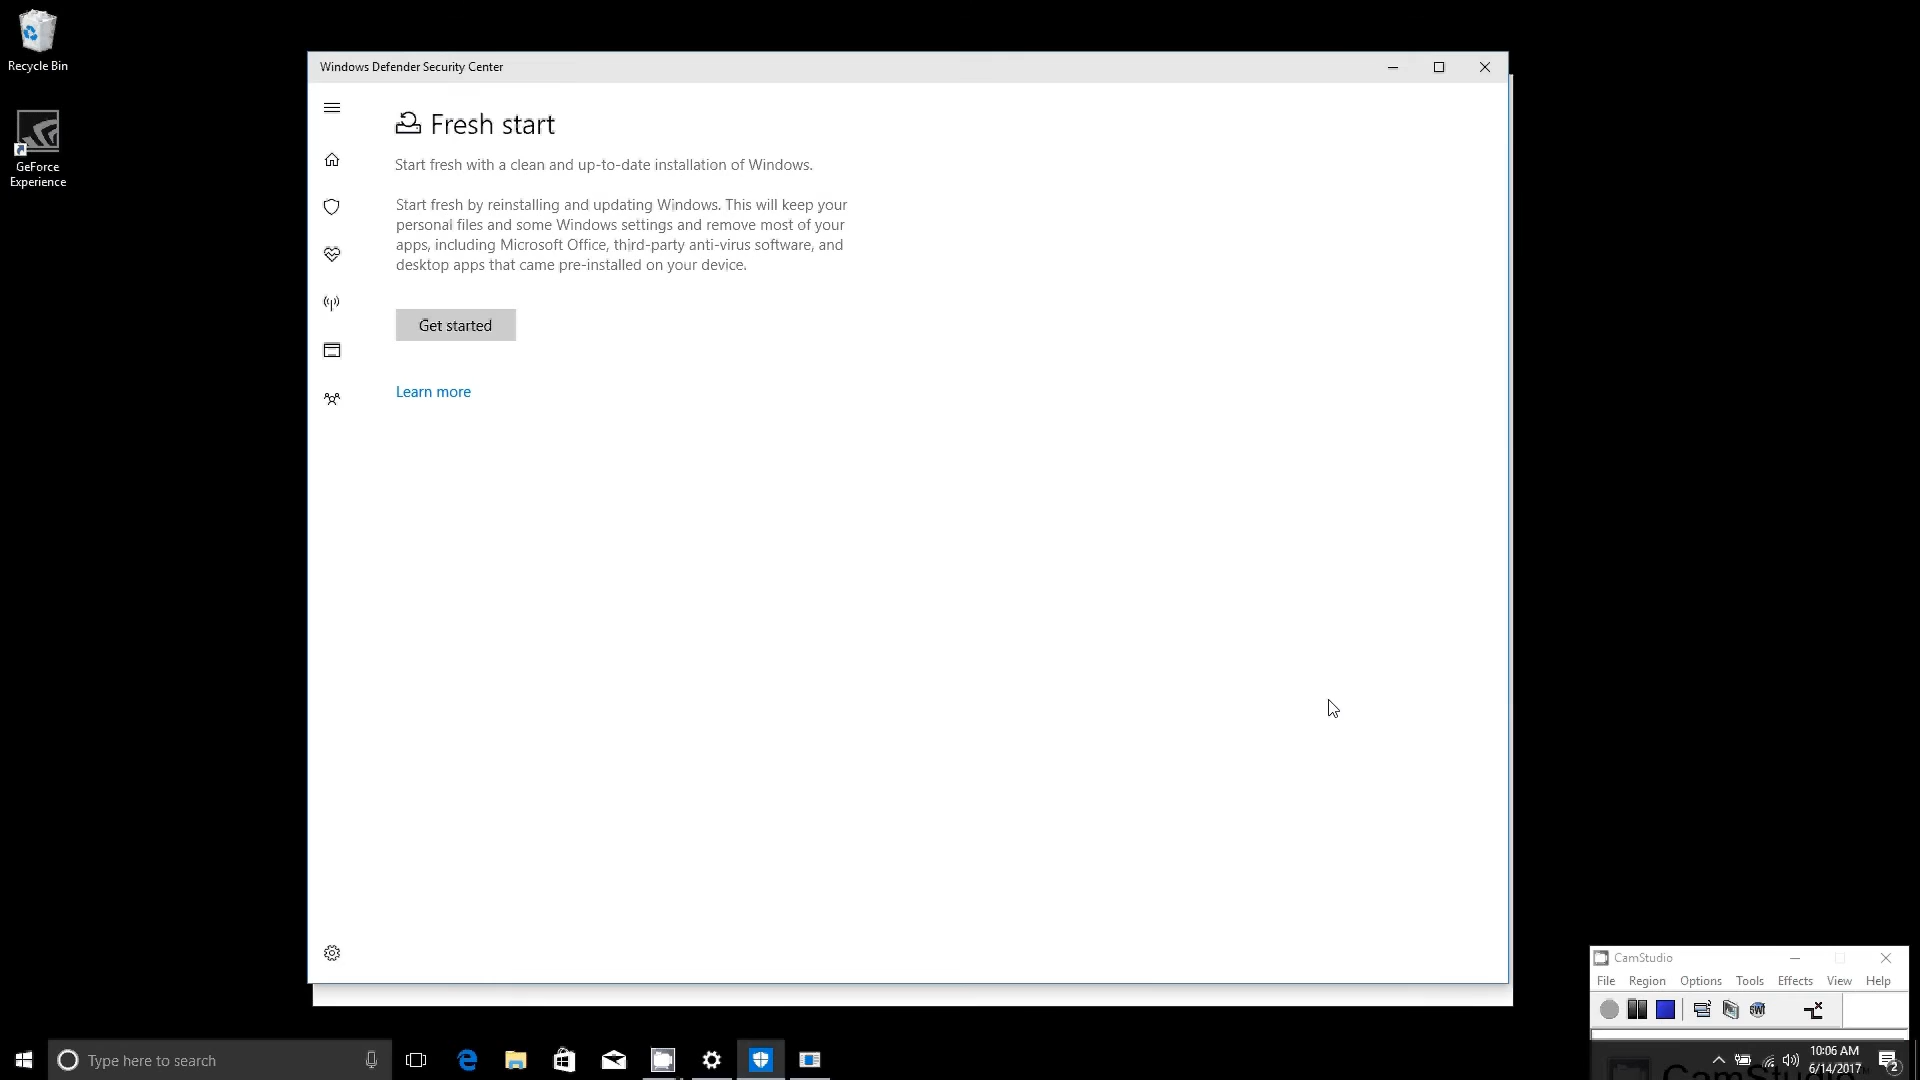 Recycle Bin
GeForce
Experience
Windows Defender Security Center
Fresh start
Start fresh with a clean and up-to-date installation of Windows.
Start fresh by reinstalling and updating Windows. This will keep your
personal files and some Windows settings and remove most of your
apps, including Microsoft Office, third-party anti-virus software, and
desktop apps that came pre-installed on your device.
Get started
Learn more
CamStudio
File Region Options Tools Effects View Help
SWF
Type here to search
10:06 AM
6/14/2017
2
CamStudio